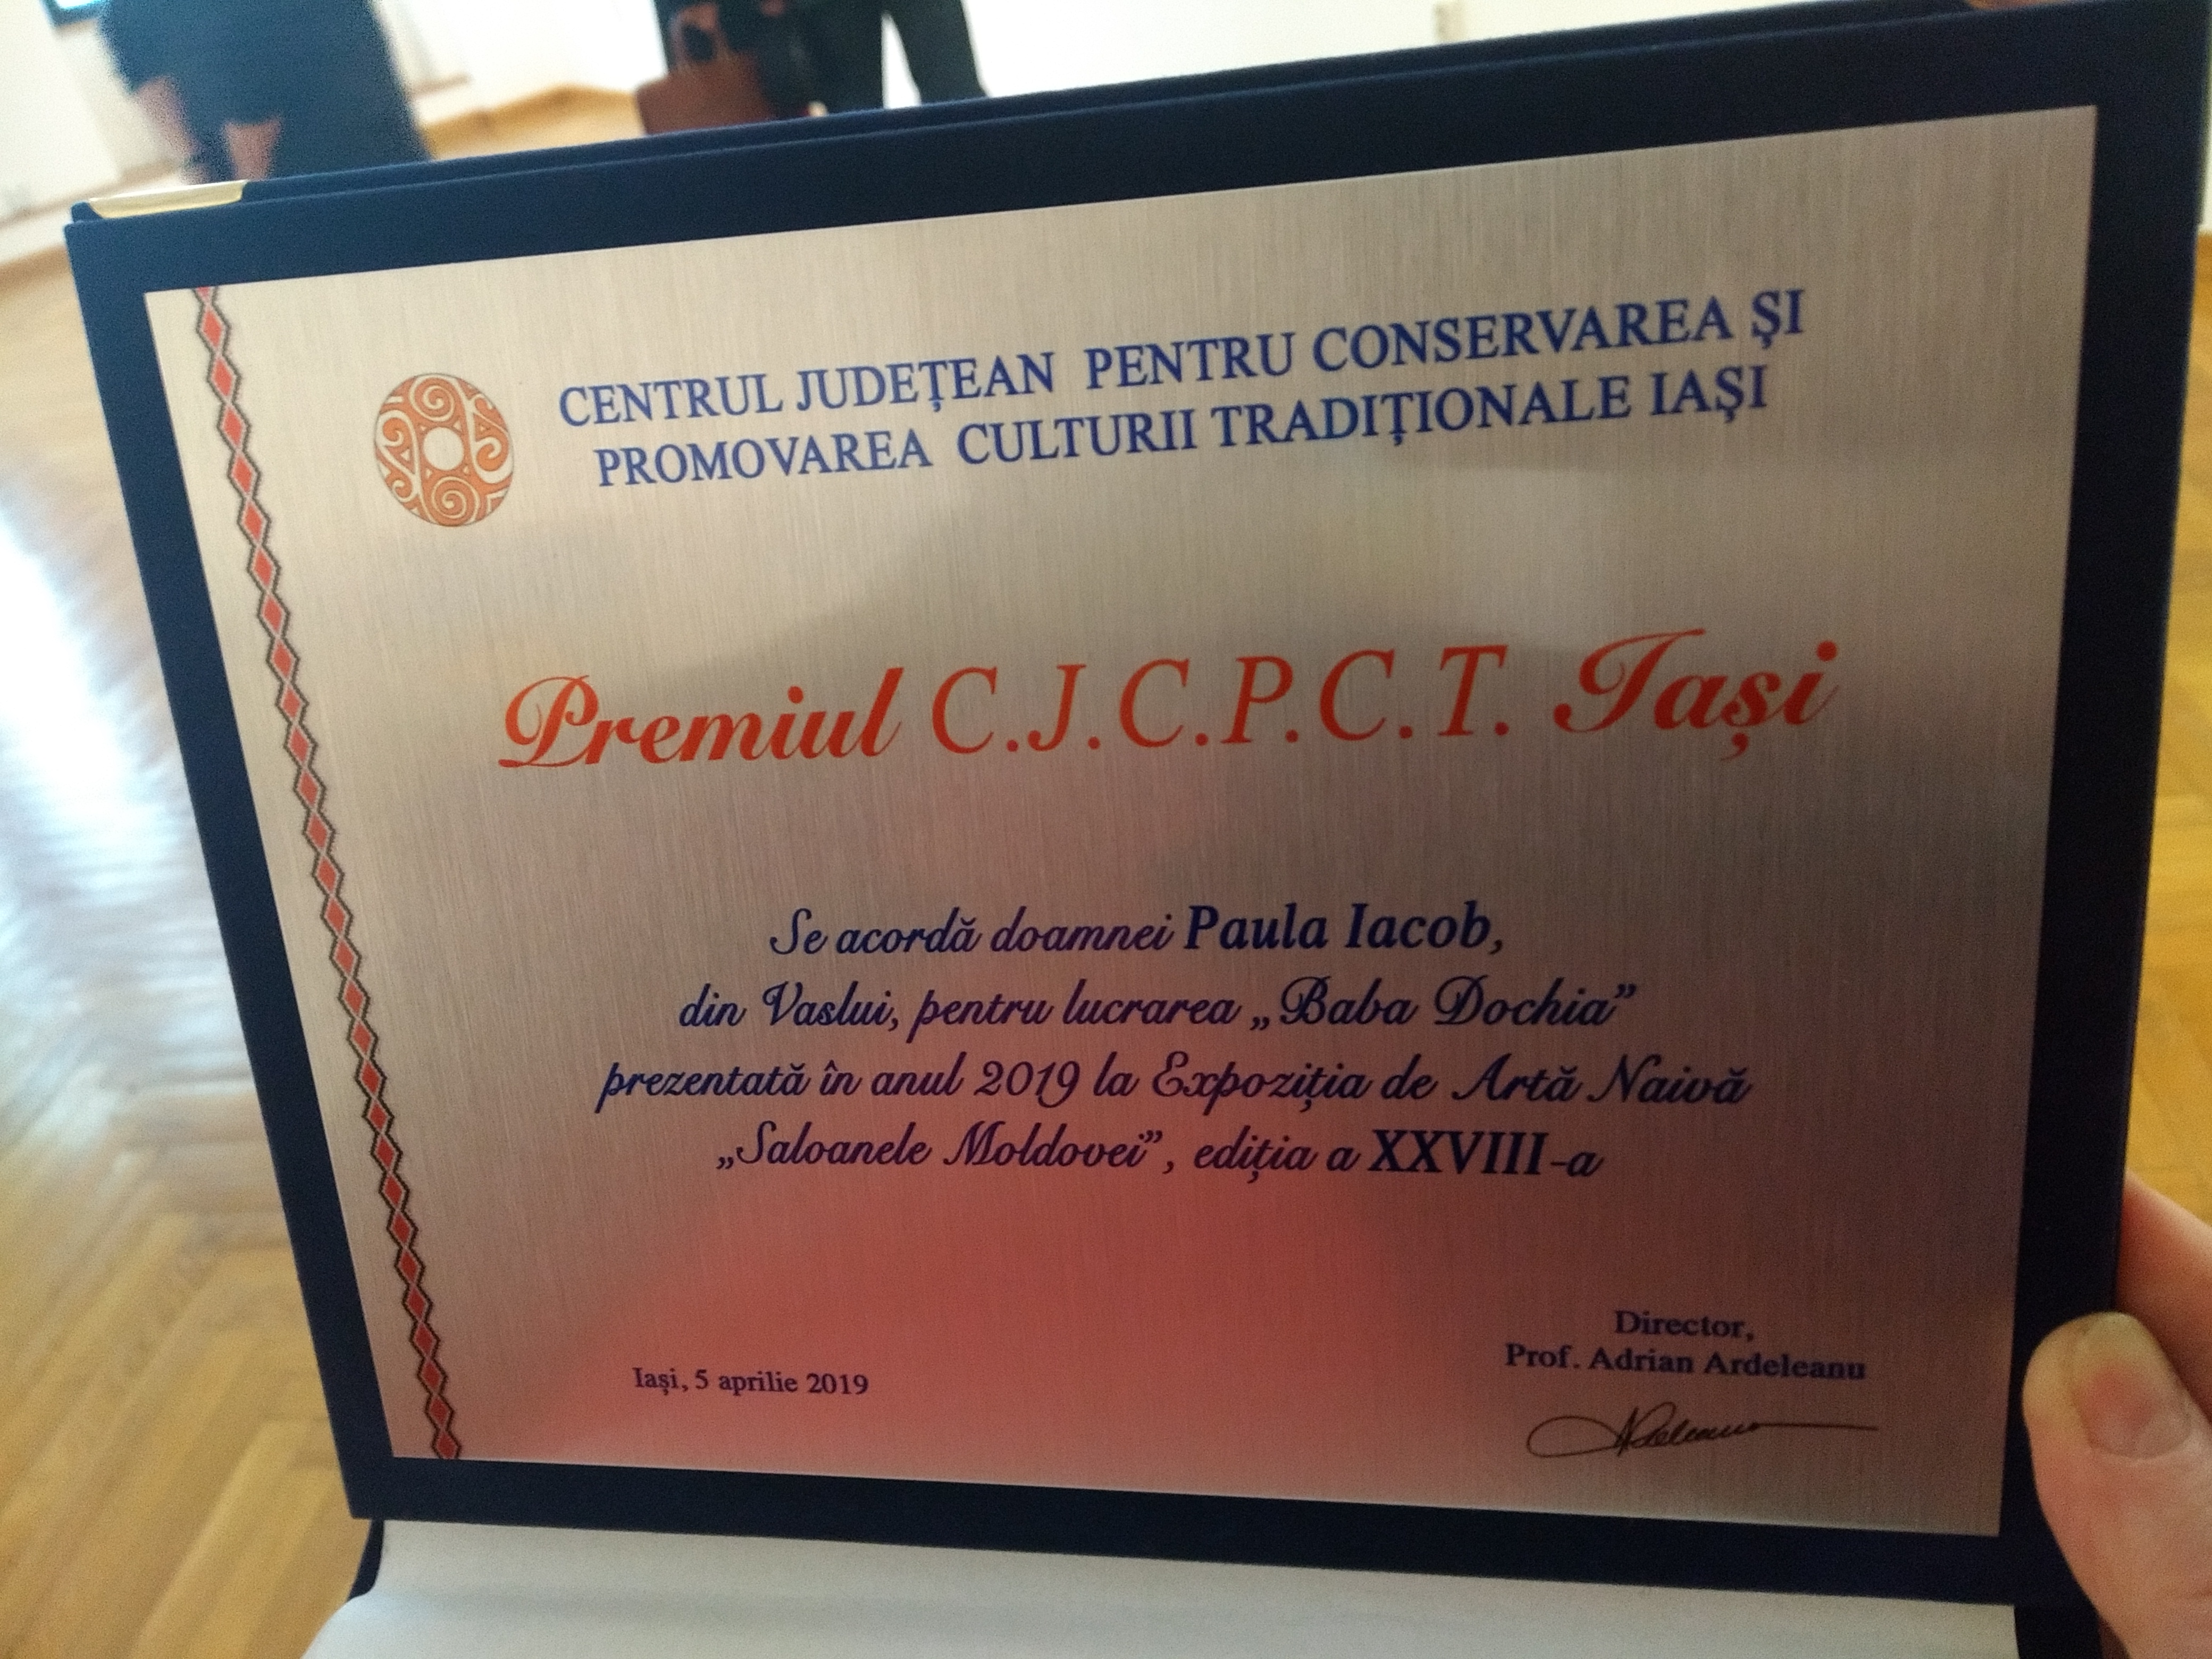 CENTRUL JUDEȚEAN PENTRU CONSERVAREA ŞI
PROMOVAREA CULTURII TRADIȚIONALE IAŞI
Premiul C.J.C.P.C.T. Iași
Se acordă doamnei Paula Iacob,
din Vaslui, pentru lucrarea „Baba Dochia”
prezentată în anul 2019 la Expoziția de Artă Naivă
„Saloanele Moldovei”, ediția a XXVIII-a
Iași, 5 aprilie 2019
Director,
Prof. Adrian Ardeleanu